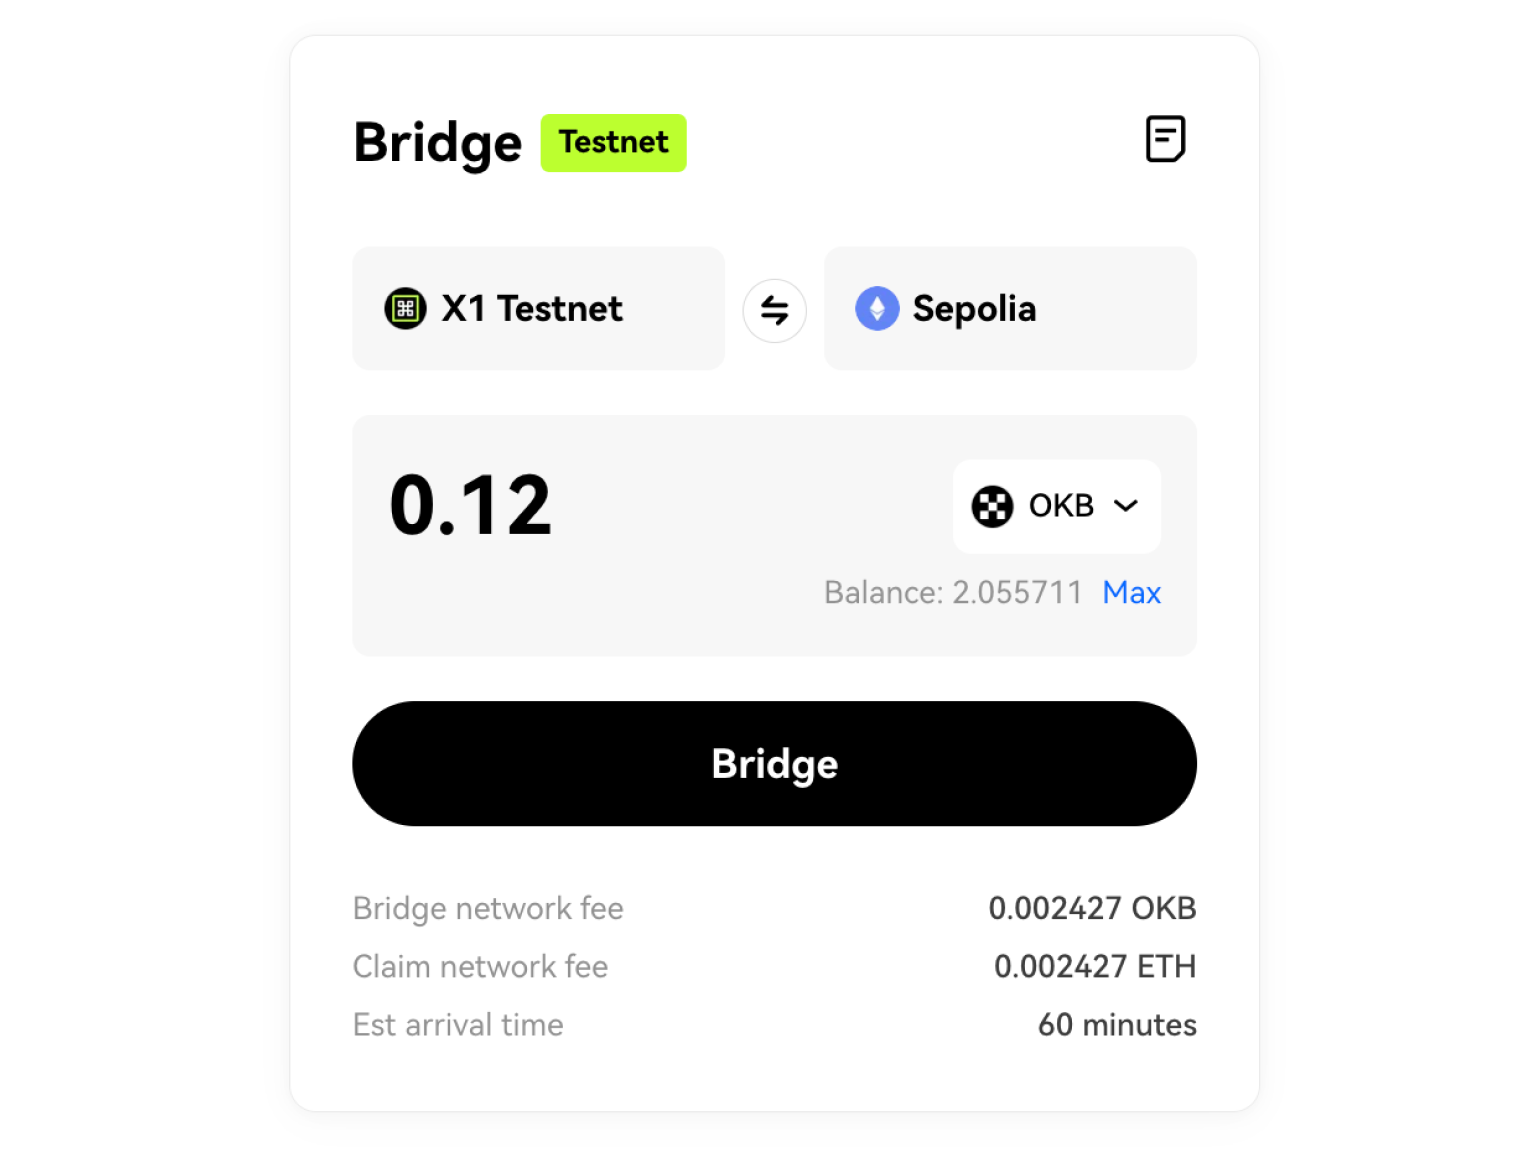 Bridge Testnet
X1 Testnet Sepolia
0.12 OKB
Balance: 2.055711 Max
Bridge
Bridge network fee 0.002427 OKB
Claim network fee 0.002427 ETH
Est arrival time 60 minutes